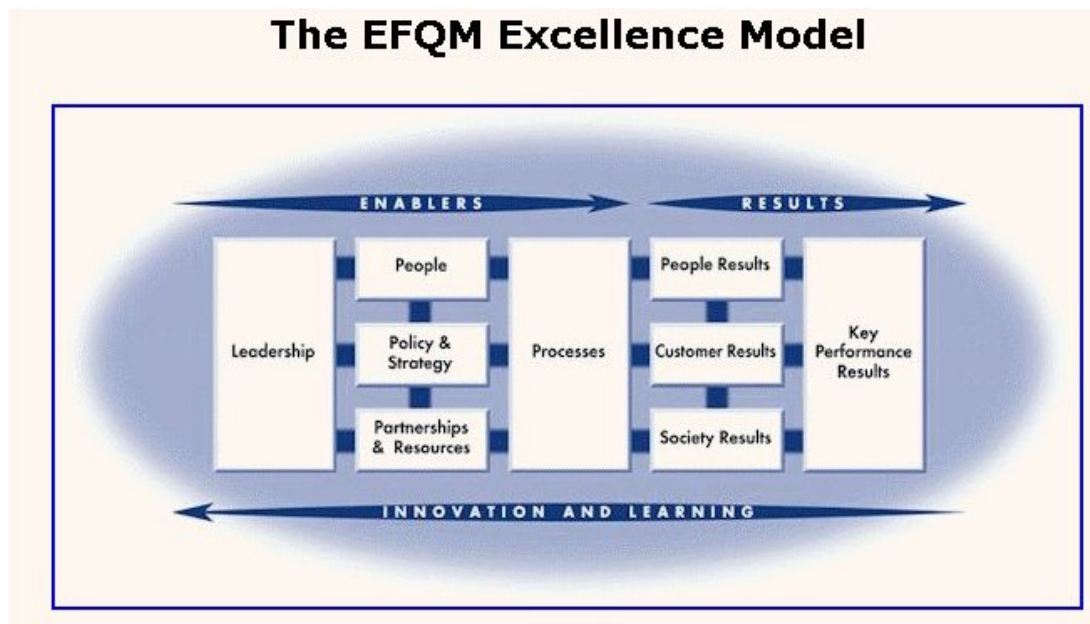 The EFQM Excellence Model
ENABLERS
RESULTS
Leadership
People
Policy &
Strategy
Partnerships
& Resources
Processes
People Results
Customer Results
Society Results
Key
Performance
Results
INNOVATION AND LEARNING